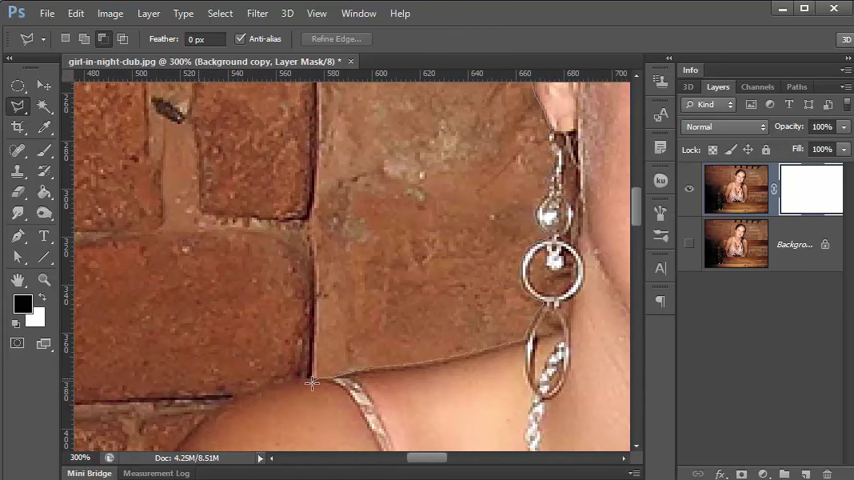 Ps File Edit Image Layer Type Select Filter 3D View Window Help
Feather: 0 px Anti-alias Refine Edge... 3D
girl-in-night-club.jpg @ 300% (Background copy, Layer Mask/8) * ×
480 500 520 540 560 580 600 620 640 660 680 700
Info
3D Layers Channels Paths
Kind
Normal Opacity: 100%
Lock: Fill: 100%
ku
Backgro...
A|
300% Doc: 4.25M/8.51M
Mini Bridge Measurement Log